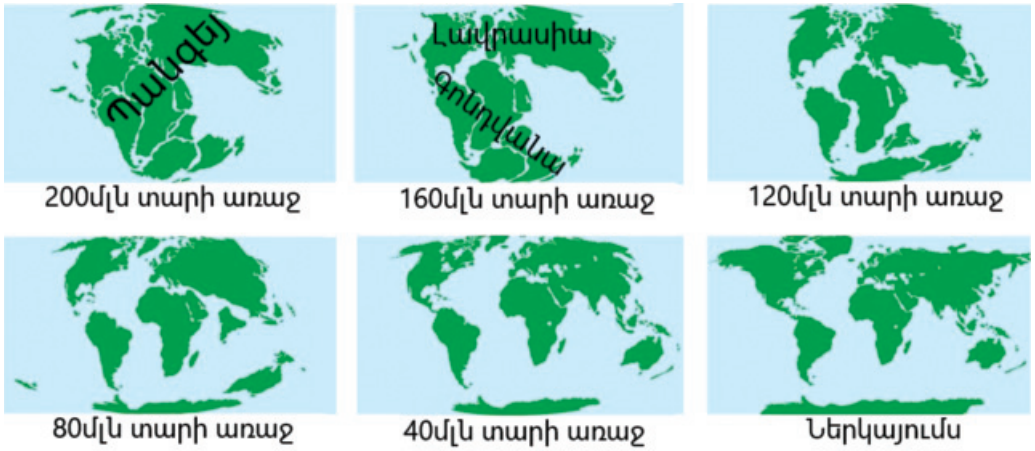 Պանգեյ
200մլն տարի առաջ
Լավրասիա
Գոնդվանա
160մլն տարի առաջ
120մլն տարի առաջ
80մլն տարի առաջ
40մլն տարի առաջ
Ներկայումս